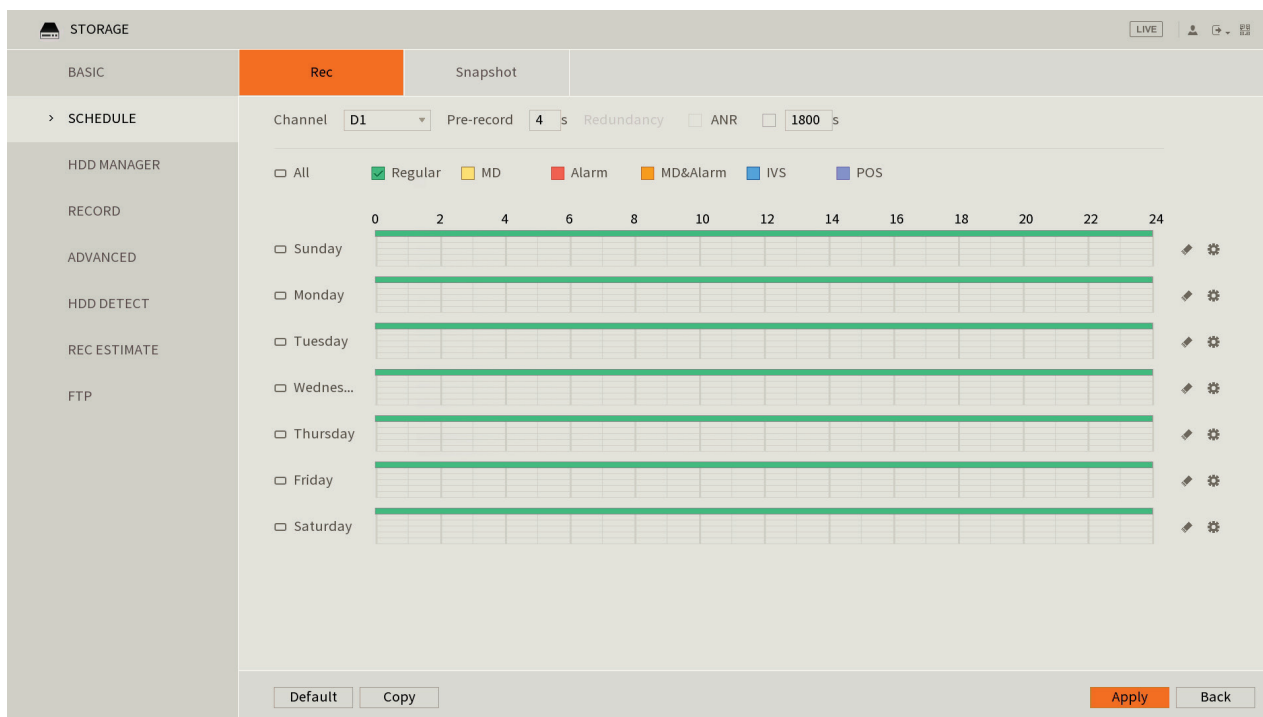 STORAGE LIVE
BASIC Rec Snapshot
SCHEDULE Channel D1 Pre-record 4 s Redundancy ANR 1800 s
HDD MANAGER All Regular MD Alarm MD&Alarm IVS POS
RECORD
0 2 4 6 8 10 12 14 16 18 20 22 24
Sunday
ADVANCED
HDD DETECT Monday
REC ESTIMATE Tuesday
FTP Wednes...
Thursday
Friday
Saturday
Default Copy Apply Back